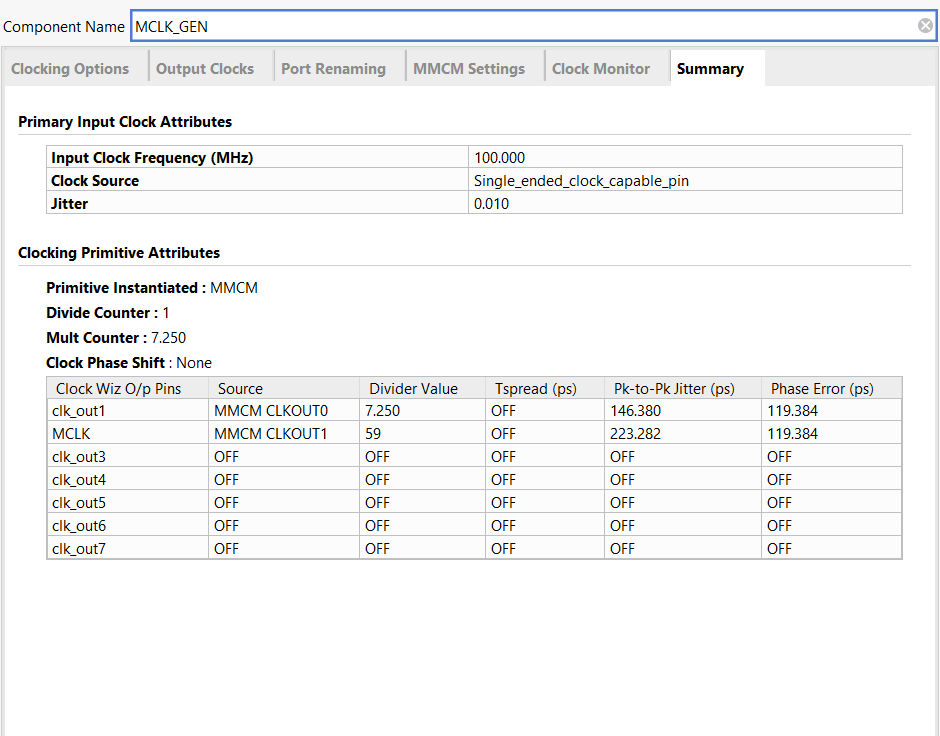 Component Name MCLK_GEN
Clocking Options Output Clocks Port Renaming MMCM Settings Clock Monitor Summary
Primary Input Clock Attributes
Input Clock Frequency (MHz) 100.000
Clock Source Single_ended_clock_capable_pin
Jitter 0.010
Clocking Primitive Attributes
Primitive Instantiated : MMCM
Divide Counter : 1
Mult Counter : 7.250
Clock Phase Shift : None
Clock Wiz O/p Pins Source Divider Value Tspread (ps) Pk-to-Pk Jitter (ps) Phase Error (ps)
clk_out1 MMCM CLKOUT0 7.250 OFF 146.380 119.384
MCLK MMCM CLKOUT1 59 OFF 223.282 119.384
clk_out3 OFF OFF OFF OFF OFF
clk_out4 OFF OFF OFF OFF OFF
clk_out5 OFF OFF OFF OFF OFF
clk_out6 OFF OFF OFF OFF OFF
clk_out7 OFF OFF OFF OFF OFF